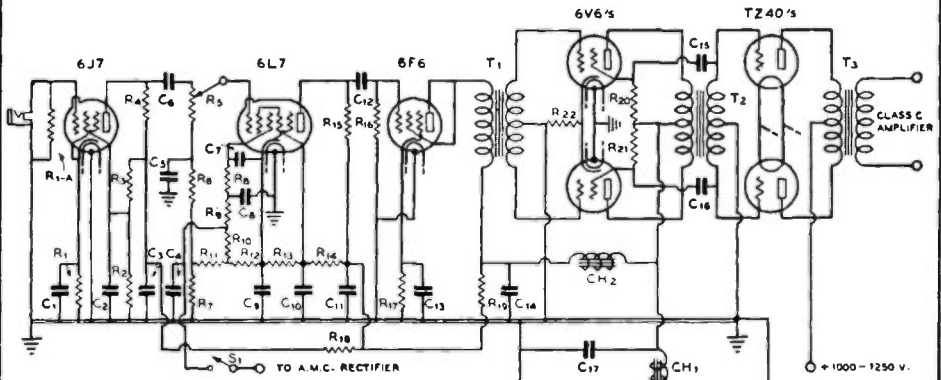 6J7
6L7
6F6
6V6's
TZ40's
C6
R4
R5
C12
R15
R16
T1
R22
C15
R20
R21
C16
T2
T3
CLASS C
AMPLIFIER
R1-A
R3
C5
R6
C7
R8
C8
R9
R10
R1
C1
C2
R2
C3
C4
R11
R12
R13
R14
R7
C9
C10
C11
R17
C13
R19
C14
CH2
R18
S1
TO A.M.C. RECTIFIER
C17
CH1
+1000-1250 V.